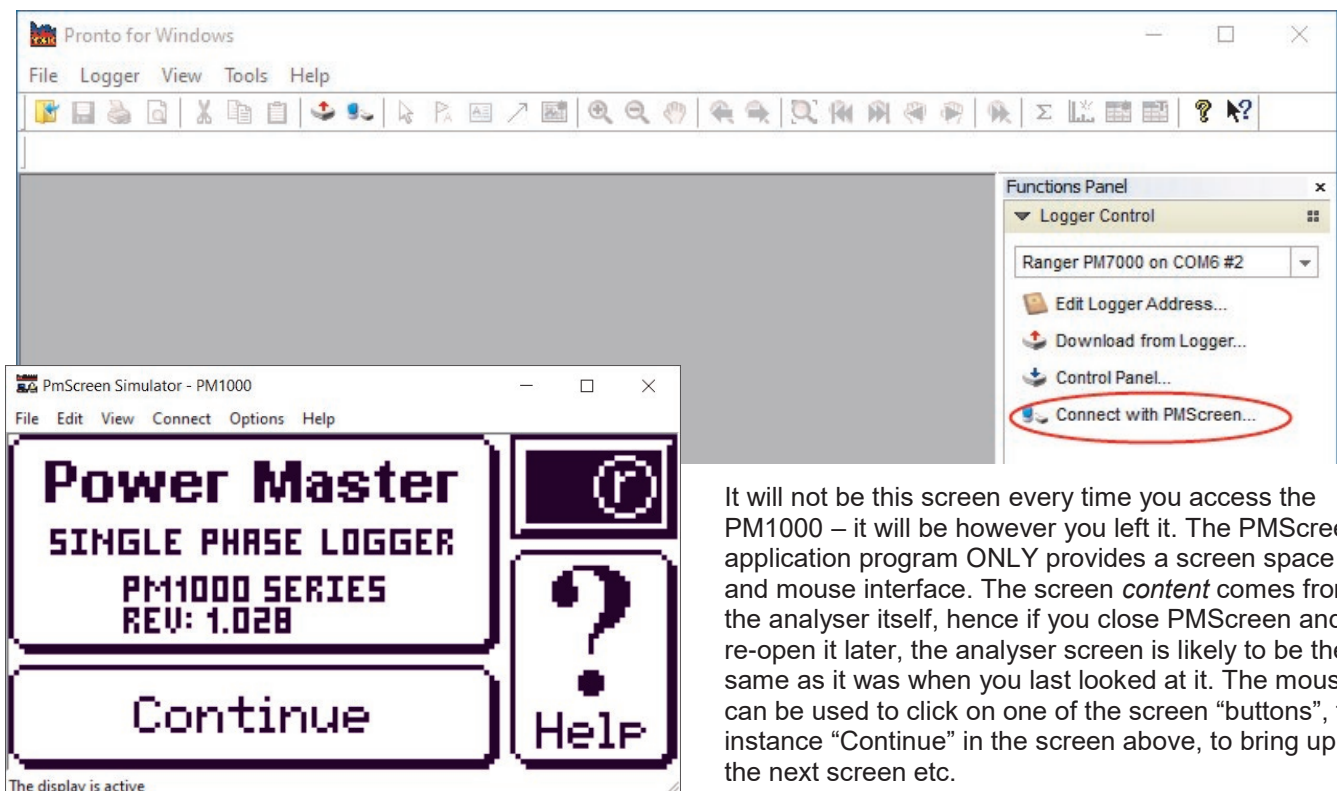 Pronto for Windows
File Logger View Tools Help
Functions Panel
Logger Control
Ranger PM7000 on COM6 #2
Edit Logger Address...
Download from Logger...
Control Panel...
Connect with PMScreen...
PmScreen Simulator - PM1000
File Edit View Connect Options Help
Power Master
SINGLE PHASE LOGGER
PM1000 SERIES
REV: 1.028
Continue
? Help
The display is active
It will not be this screen every time you access the
PM1000 – it will be however you left it. The PMScree
application program ONLY provides a screen space
and mouse interface. The screen content comes from
the analyser itself, hence if you close PMScreen and
re-open it later, the analyser screen is likely to be the
same as it was when you last looked at it. The mous
can be used to click on one of the screen “buttons”,
instance “Continue” in the screen above, to bring up
the next screen etc.